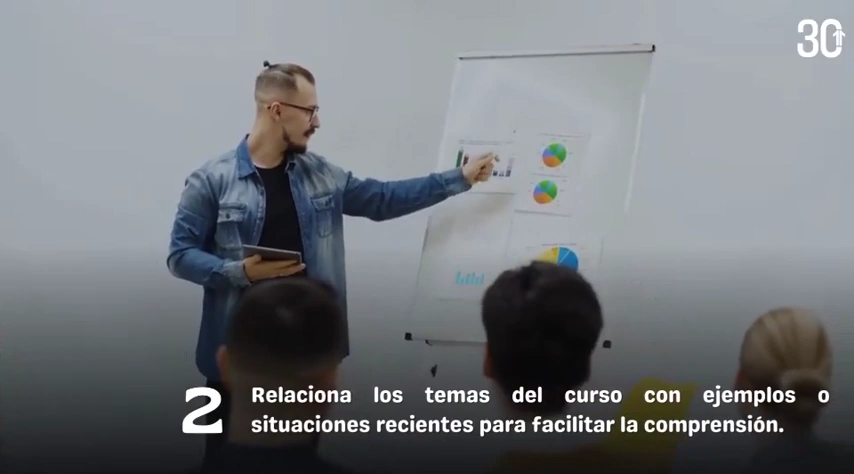 30
2
Relaciona los temas del curso con ejemplos o
situaciones recientes para facilitar la comprensión.